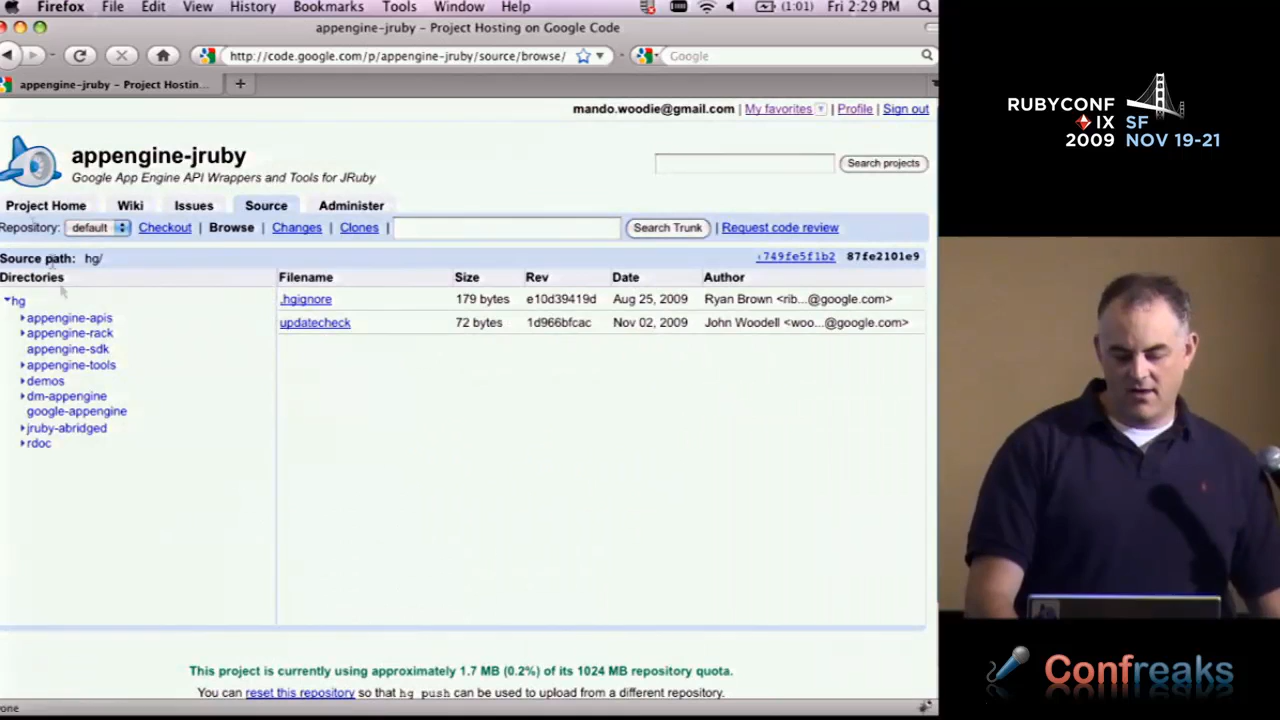 Firefox File Edit View History Bookmarks Tools Window Help (1:01) Fri 2:29 PM
appengine-jruby – Project Hosting on Google Code
http://code.google.com/p/appengine-jruby/source/browse/ Google
appengine-jruby – Project Hostin...
mando.woodie@gmail.com | My favorites | Profile | Sign out
appengine-jruby
Google App Engine API Wrappers and Tools for JRuby
Search projects
Project Home Wiki Issues Source Administer
Repository: default Checkout | Browse | Changes | Clones | Search Trunk | Request code review
Source path: hg/ ‹749fe5f1b2 87fe2101e9
Directories Filename Size Rev Date Author
hg
.hgignore 179 bytes e10d39419d Aug 25, 2009 Ryan Brown <rib...@google.com>
appengine-apis
updatecheck 72 bytes 1d966bfcac Nov 02, 2009 John Woodell <woo...@google.com>
appengine-rack
appengine-sdk
appengine-tools
demos
dm-appengine
google-appengine
jruby-abridged
rdoc
This project is currently using approximately 1.7 MB (0.2%) of its 1024 MB repository quota.
You can reset this repository so that hg push can be used to upload from a different repository.
one
RUBYCONF
IX SF
2009 NOV 19-21
Confreaks